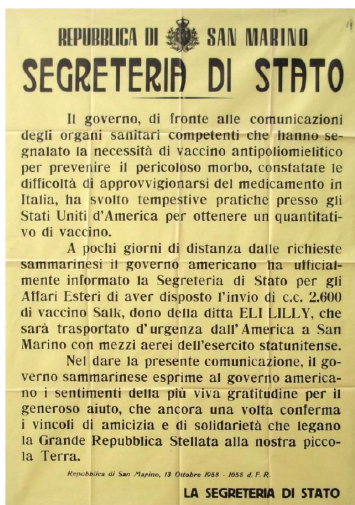 REPUBBLICA DI SAN MARINO
SEGRETERIA DI STATO
Il governo, di fronte alle comunicazioni
degli organi sanitari competenti che hanno se-
gnalato la necessità di vaccino antipoliomielitico
per prevenire il pericoloso morbo, constatate le
difficoltà di approvvigionarsi del medicamento in
Italia, ha svolto tempestive pratiche presso gli
Stati Uniti d'America per ottenere un quantitati-
vo di vaccino.
A pochi giorni di distanza dalle richieste
sammarinesi il governo americano ha ufficial-
mente informato la Segreteria di Stato per gli
Affari Esteri di aver disposto l'invio di c.c. 2.600
di vaccino Salk, dono della ditta ELI LILLY, che
sarà trasportato d'urgenza dall'America a San
Marino con mezzi aerei dell'esercito statunitense.
Nel dare la presente comunicazione, il go-
verno sammarinese esprime al governo america-
no i sentimenti della più viva gratitudine per il
generoso aiuto, che ancora una volta conferma
i vincoli di amicizia e di solidarietà che legano
la Grande Repubblica Stellata alla nostra picco-
la Terra.
Repubblica di San Marino, 13 Ottobre 1958 - 1658 d. F. R.
LA SEGRETERIA DI STATO